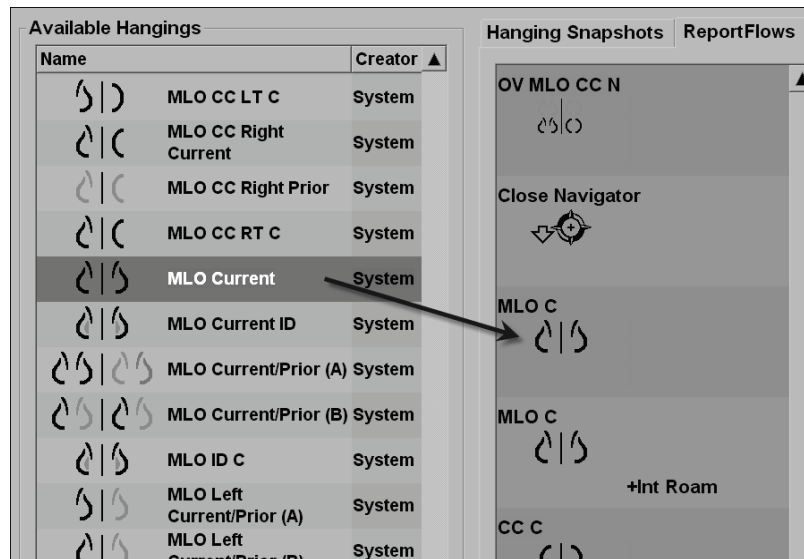 Available Hangings
Hanging Snapshots
ReportFlows
Name
Creator
MLO CC LT C
System
MLO CC Right
Current
System
MLO CC Right Prior
System
MLO CC RT C
System
MLO Current
System
MLO Current ID
System
MLO Current/Prior (A)
System
MLO Current/Prior (B)
System
MLO ID C
System
MLO Left
Current/Prior (A)
System
MLO Left
Current/Prior (B)
System
OV MLO CC N
Close Navigator
MLO C
MLO C
+Int Roam
CC C